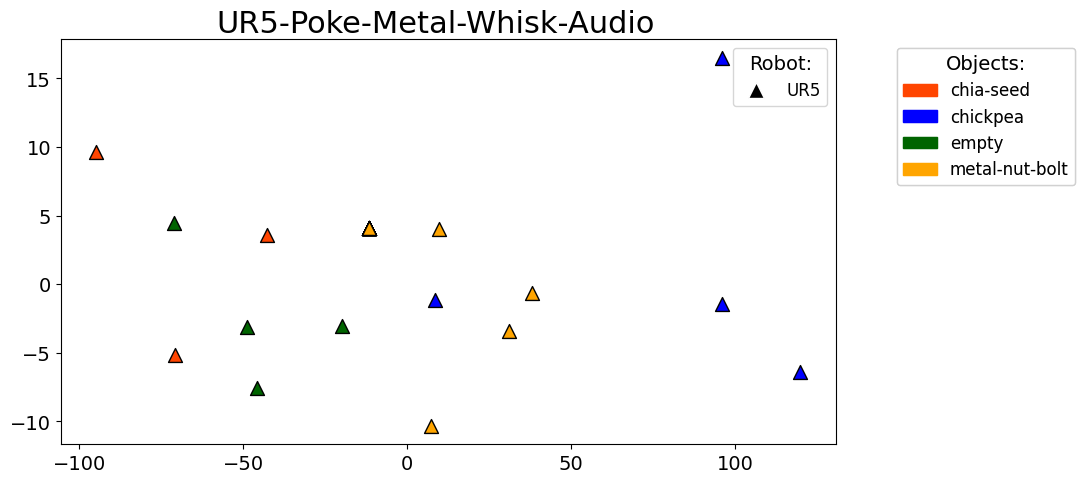 UR5-Poke-Metal-Whisk-Audio
15
10
5
0
−5
−10
−100
−50
0
50
100
Robot:
UR5
Objects:
chia-seed
chickpea
empty
metal-nut-bolt